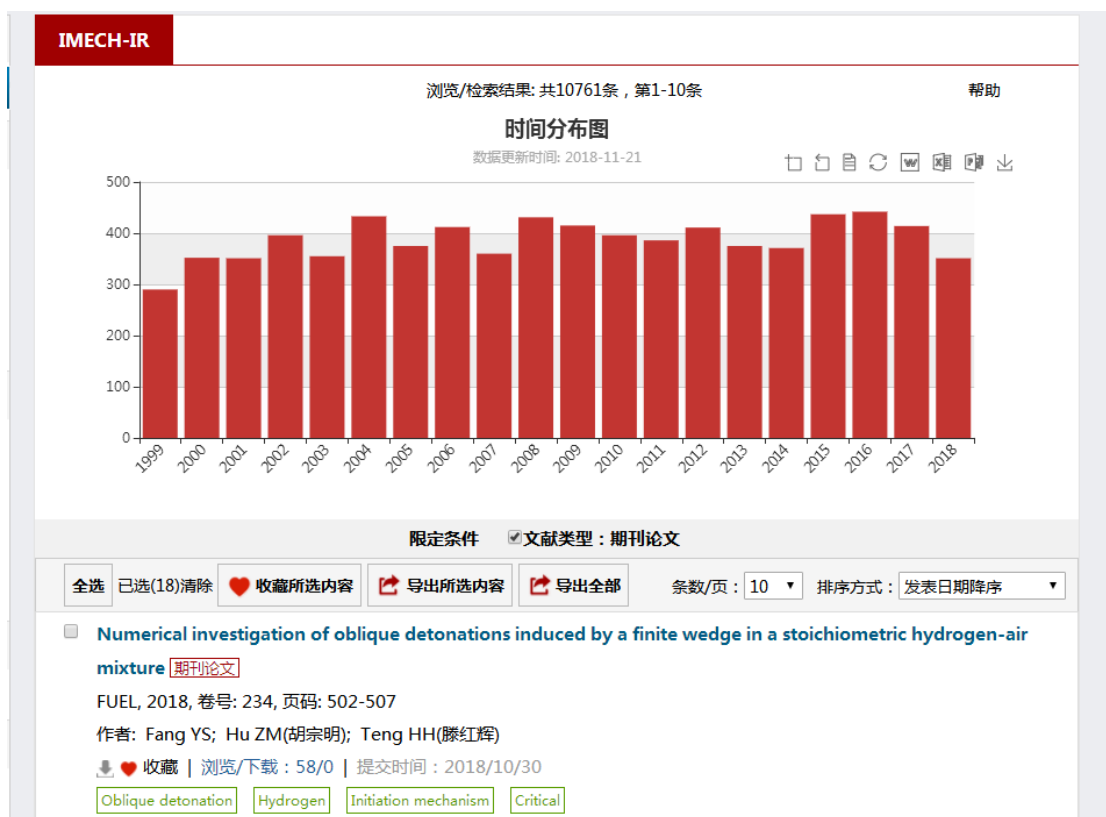 IMECH-IR
浏览/检索结果: 共10761条，第1-10条 帮助
时间分布图
数据更新时间: 2018-11-21
500
400
300
200
100
0
1999 2000 2001 2002 2003 2004 2005 2006 2007 2008 2009 2010 2011 2012 2013 2014 2015 2016 2017 2018
限定条件 文献类型：期刊论文
全选 已选(18)清除 收藏所选内容 导出所选内容 导出全部 条数/页：10 排序方式：发表日期降序
Numerical investigation of oblique detonations induced by a finite wedge in a stoichiometric hydrogen-air
mixture 期刊论文
FUEL, 2018, 卷号: 234, 页码: 502-507
作者: Fang YS; Hu ZM(胡宗明); Teng HH(滕红辉)
收藏 | 浏览/下载：58/0 | 提交时间：2018/10/30
Oblique detonation Hydrogen Initiation mechanism Critical